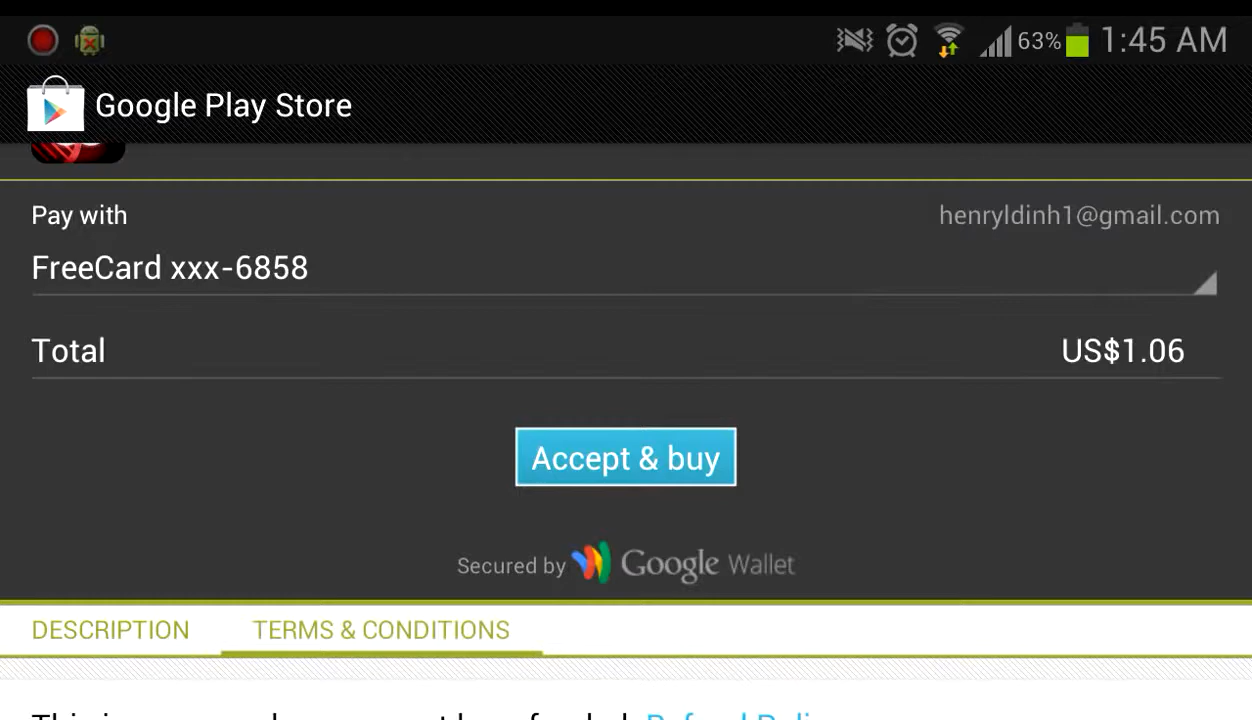 63% 1:45 AM
Google Play Store
Pay with henryldinh1@gmail.com
FreeCard xxx-6858
Total US$1.06
Accept & buy
Secured by Google Wallet
DESCRIPTION TERMS & CONDITIONS